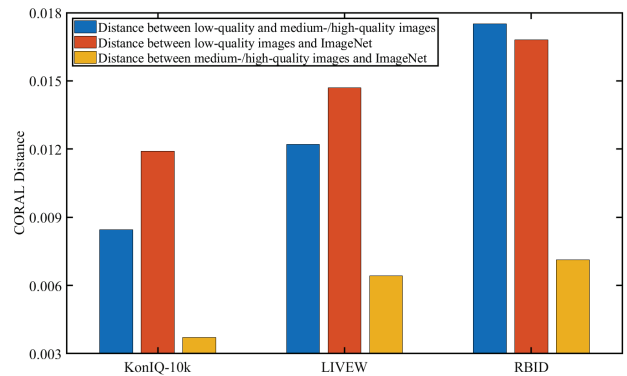 0.018
0.015
0.012
0.009
0.006
0.003
CORAL Distance
Distance between low-quality and medium-/high-quality images
Distance between low-quality images and ImageNet
Distance between medium-/high-quality images and ImageNet
KonIQ-10k
LIVEW
RBID